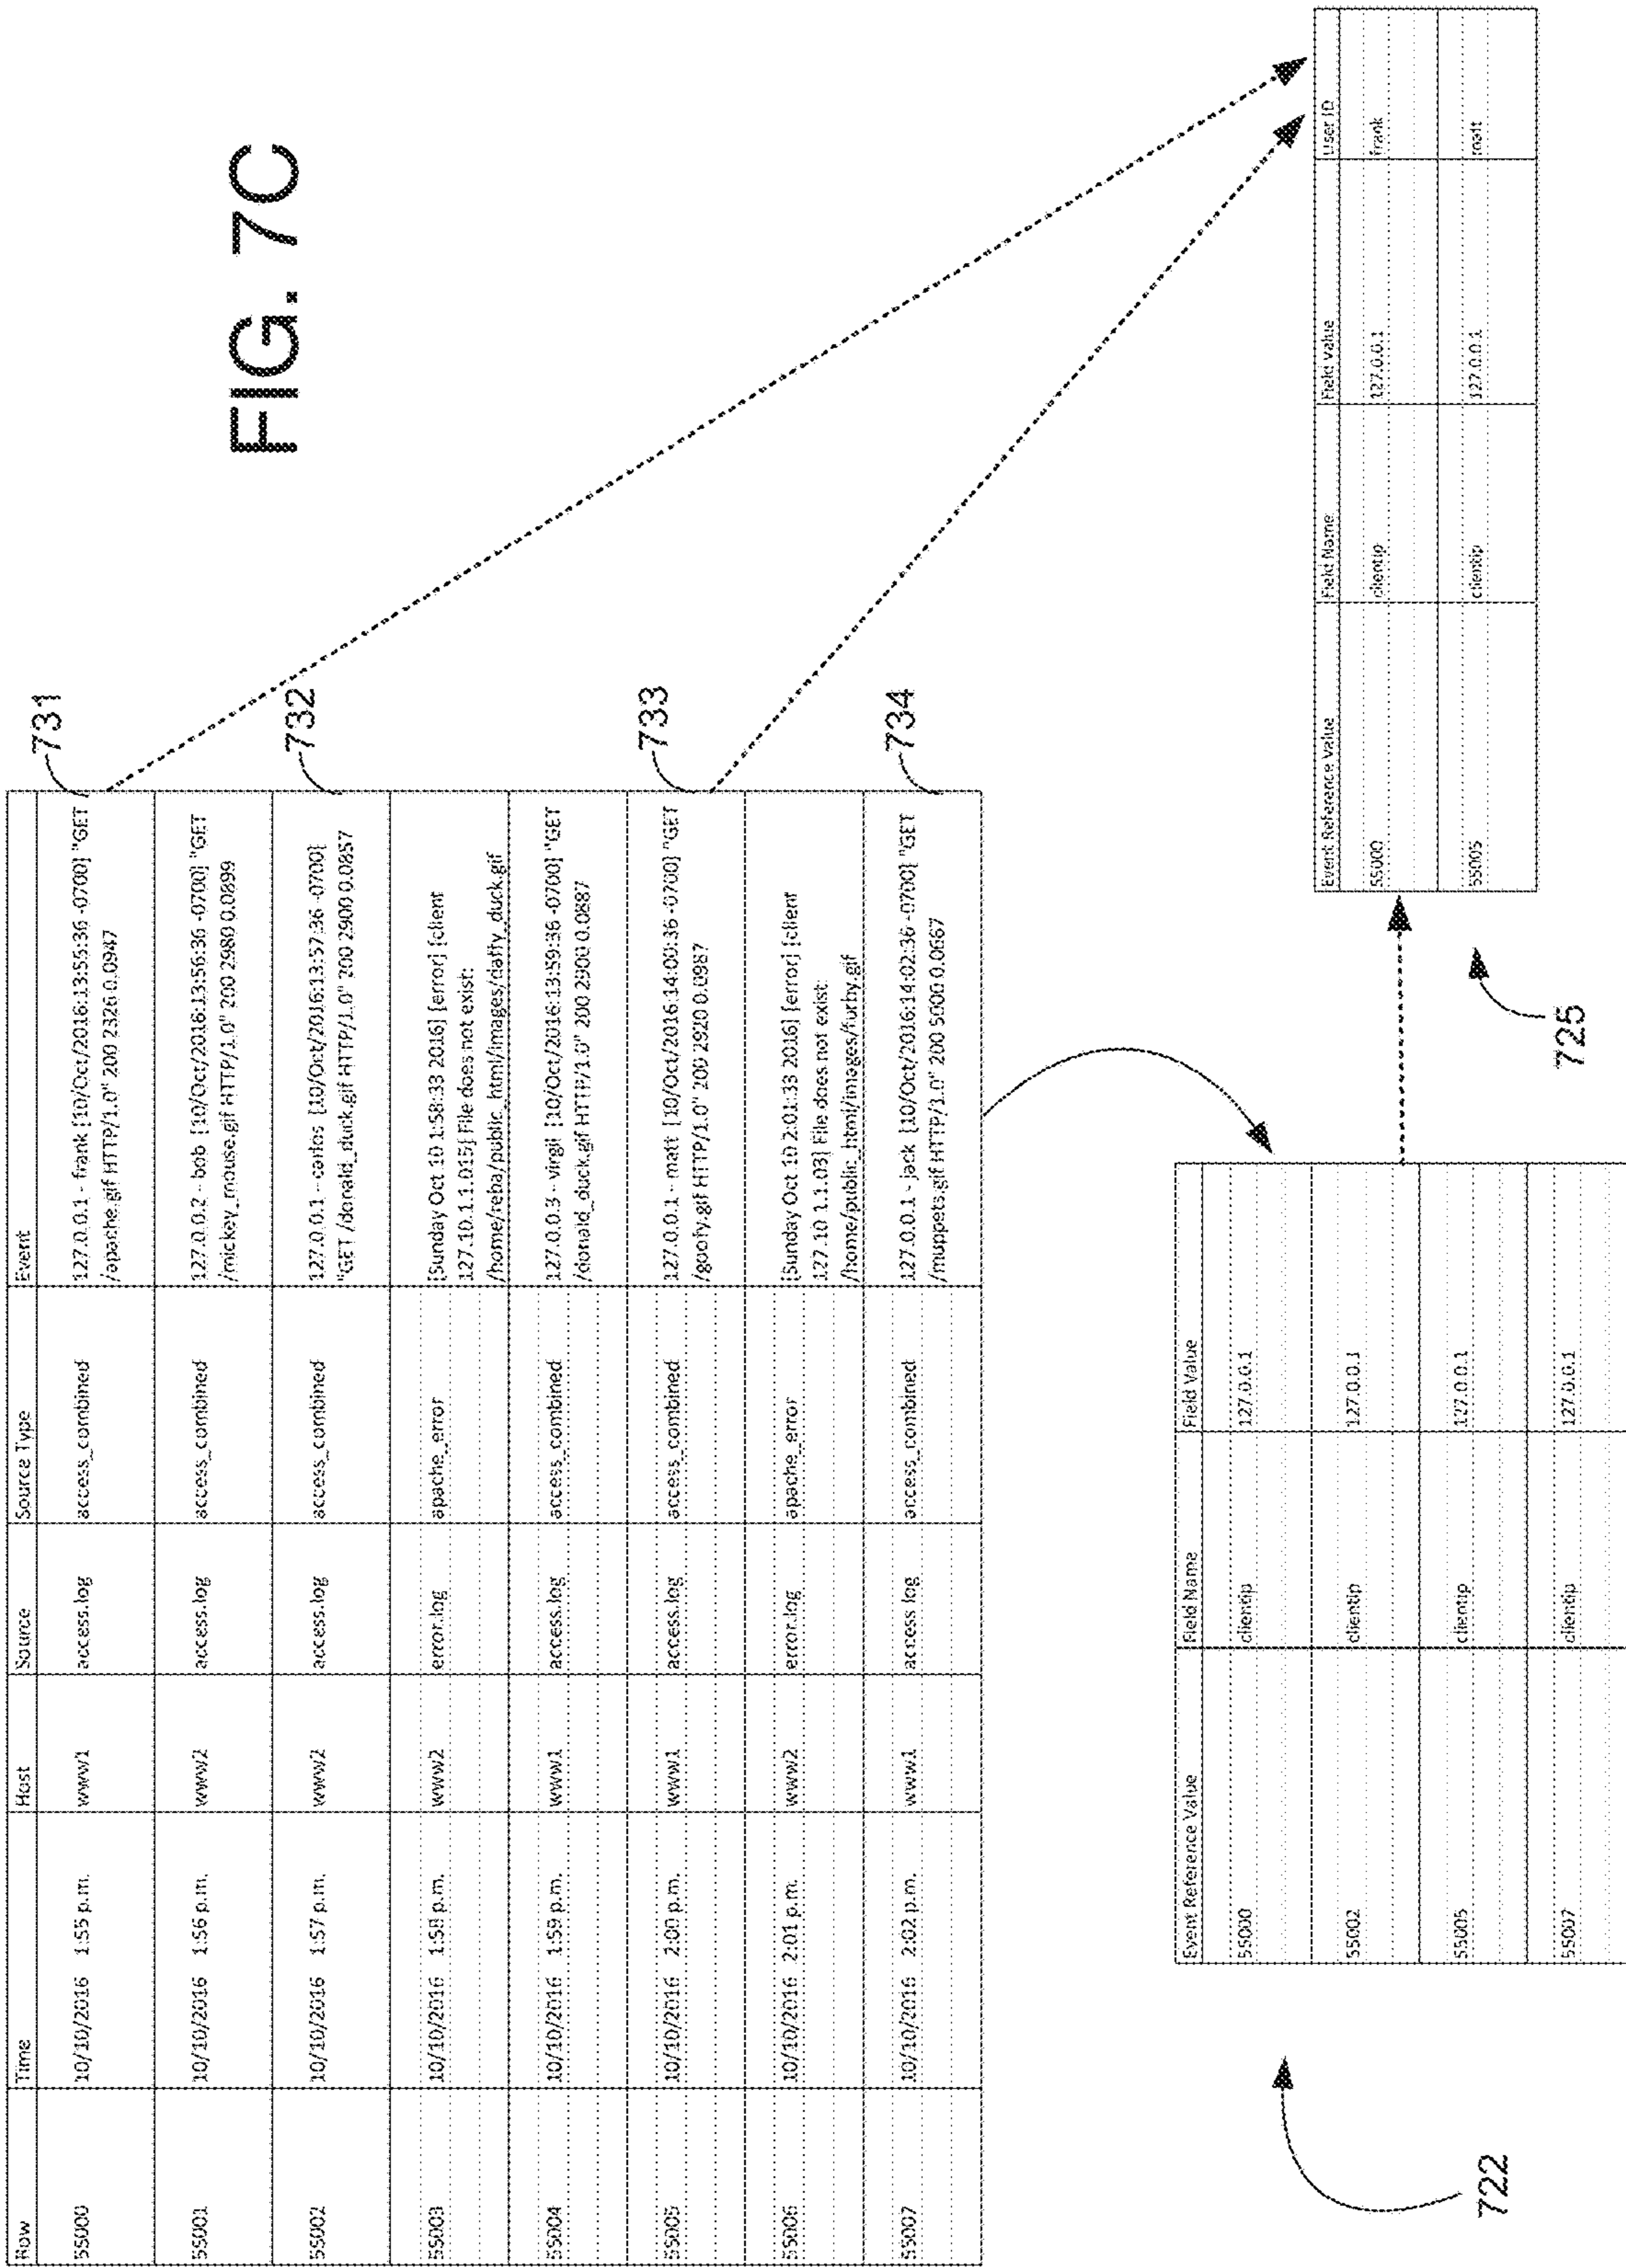 FIG. 7C
Row Time Host Source Source Type Event
55000 10/10/2016 1:55 p.m. www1 access.log access_combined 127.0.0.1 - frank [10/Oct/2016:13:55:36 -0700] "GET
/apache.gif HTTP/1.0" 200 2326 0.0947
731
55001 10/10/2016 1:56 p.m. www2 access.log access_combined 127.0.0.2 - bob [10/Oct/2016:13:56:36 -0700] "GET
/mickey_mouse.gif HTTP/1.0" 200 2980 0.0899
55002 10/10/2016 1:57 p.m. www2 access.log access_combined 127.0.0.1 - carlos [10/Oct/2016:13:57:36 -0700]
"GET /donald_duck.gif HTTP/1.0" 200 2900 0.0857
732
55003 10/10/2016 1:58 p.m. www2 error.log apache_error [Sunday Oct 10 1:58:33 2016] [error] [client
127.10.1.1.015] File does not exist:
/home/reba/public_html/images/daffy_duck.gif
55004 10/10/2016 1:59 p.m. www1 access.log access_combined 127.0.0.3 - virgil [10/Oct/2016:13:59:36 -0700] "GET
/donald_duck.gif HTTP/1.0" 200 2900 0.0887
55005 10/10/2016 2:00 p.m. www1 access.log access_combined 127.0.0.1 - matt [10/Oct/2016:14:00:36 -0700] "GET
/goofy.gif HTTP/1.0" 200 2920 0.0987
733
55006 10/10/2016 2:01 p.m. www2 error.log apache_error [Sunday Oct 10 2:01:33 2016] [error] [client
127.10.1.1.03] File does not exist:
/home/public_html/images/furby.gif
55007 10/10/2016 2:02 p.m. www1 access.log access_combined 127.0.0.1 - jack [10/Oct/2016:14:02:36 -0700] "GET
/muppets.gif HTTP/1.0" 200 5000 0.0667
734
722
Event Reference Value Field Name Field Value
55000 clientip 127.0.0.1
55002 clientip 127.0.0.1
55005 clientip 127.0.0.1
55007 clientip 127.0.0.1
725
Event Reference Value Field Name Field Value User ID
55000 clientip 127.0.0.1 frank
55005 clientip 127.0.0.1 matt